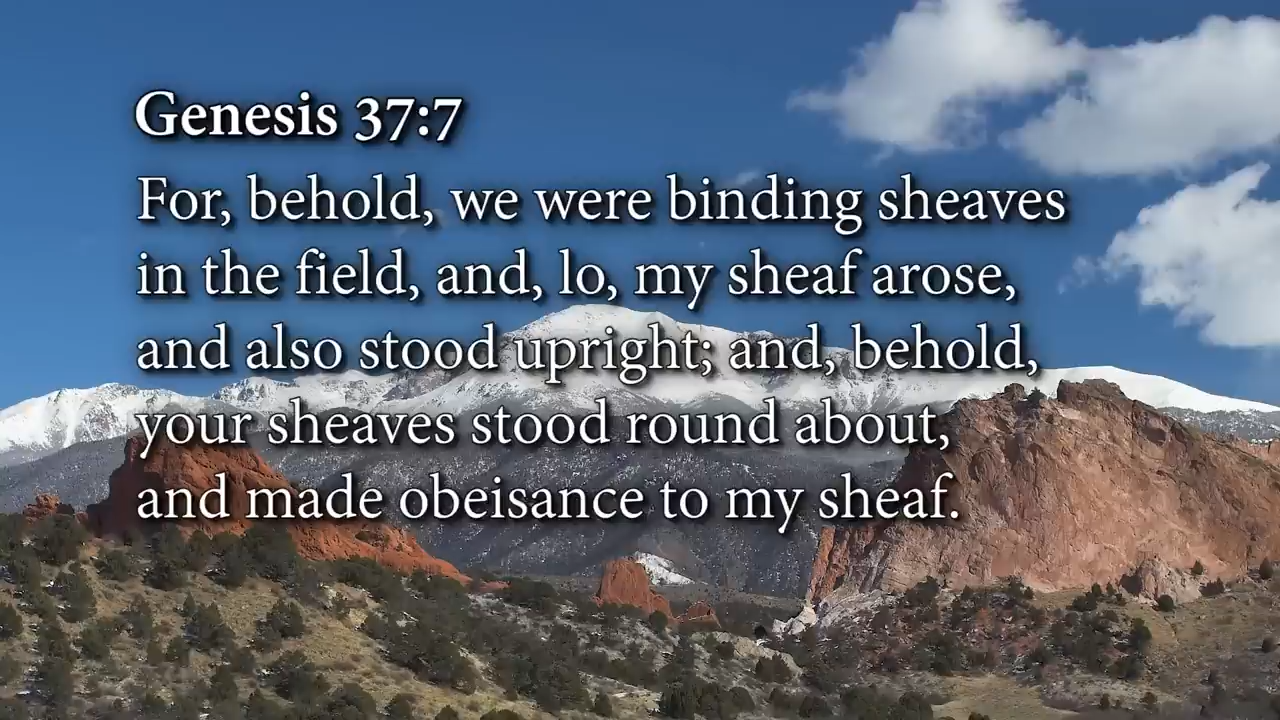 Genesis 37:7
For, behold, we were binding sheaves
in the field, and, lo, my sheaf arose,
and also stood upright; and, behold,
your sheaves stood round about,
and made obeisance to my sheaf.